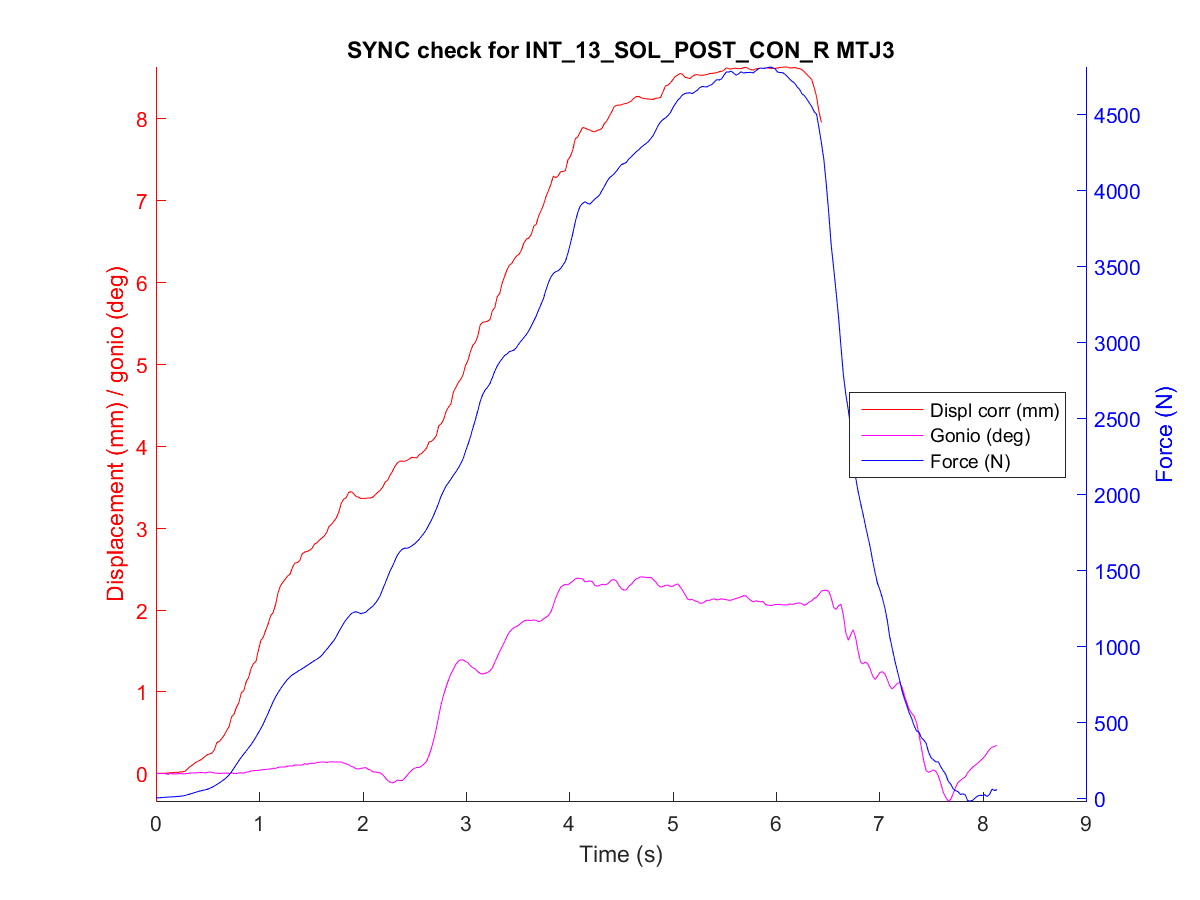 SYNC check for INT_13_SOL_POST_CON_R MTJ3
Displacement (mm) / gonio (deg)
8
7
6
5
4
3
2
1
0
4500
4000
3500
3000
2500
2000
1500
1000
500
0
Force (N)
Displ corr (mm)
Gonio (deg)
Force (N)
0 1 2 3 4 5 6 7 8 9
Time (s)